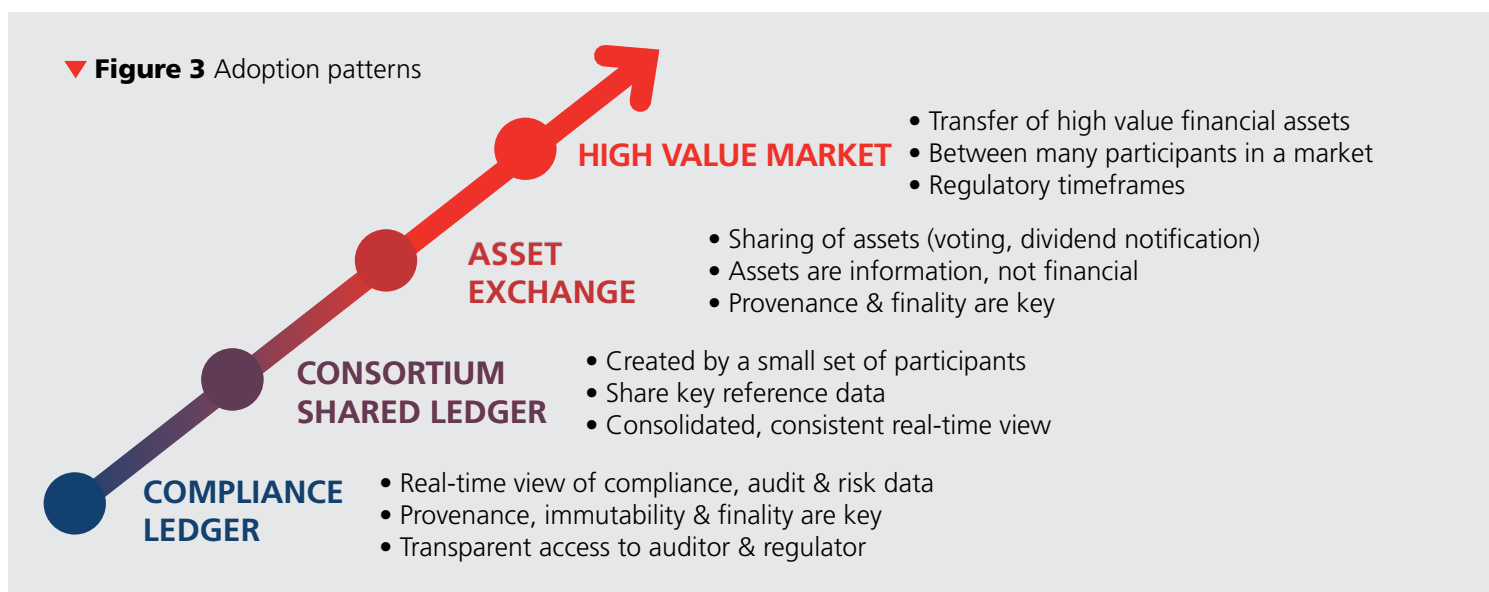 ▼ Figure 3 Adoption patterns
HIGH VALUE MARKET
• Transfer of high value financial assets
• Between many participants in a market
• Regulatory timeframes
ASSET
EXCHANGE
• Sharing of assets (voting, dividend notification)
• Assets are information, not financial
• Provenance & finality are key
CONSORTIUM
SHARED LEDGER
• Created by a small set of participants
• Share key reference data
• Consolidated, consistent real-time view
COMPLIANCE
LEDGER
• Real-time view of compliance, audit & risk data
• Provenance, immutability & finality are key
• Transparent access to auditor & regulator